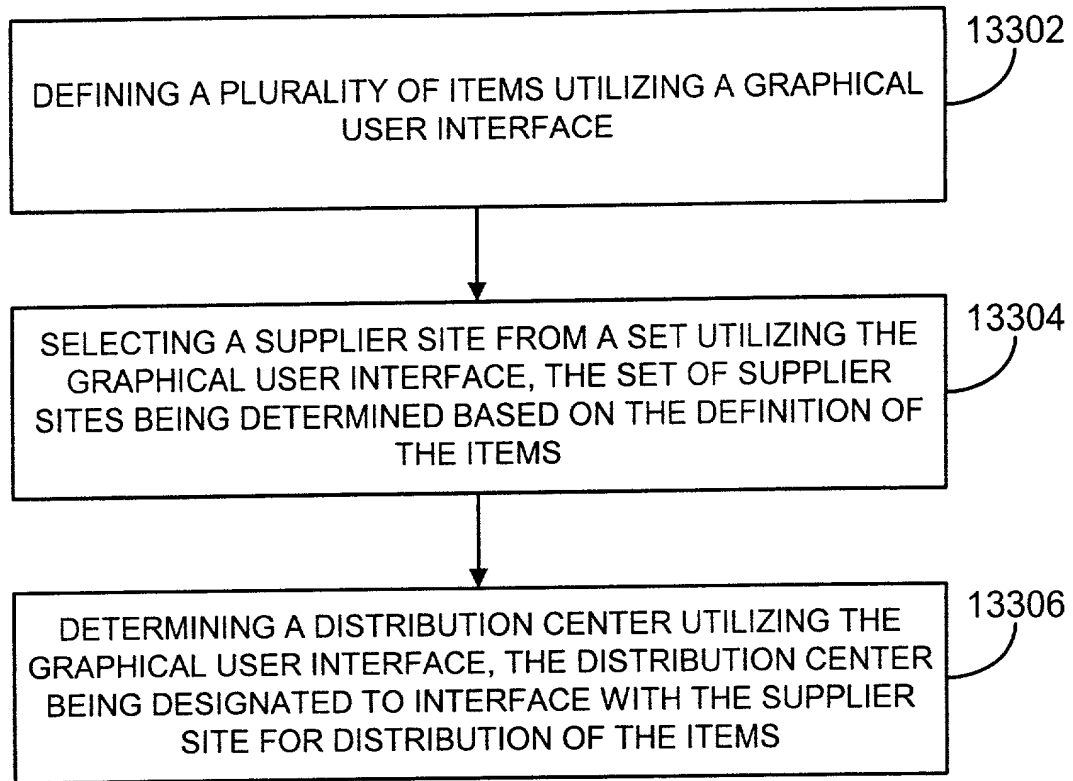 13302
DEFINING A PLURALITY OF ITEMS UTILIZING A GRAPHICAL
USER INTERFACE
13304
SELECTING A SUPPLIER SITE FROM A SET UTILIZING THE
GRAPHICAL USER INTERFACE, THE SET OF SUPPLIER
SITES BEING DETERMINED BASED ON THE DEFINITION OF
THE ITEMS
13306
DETERMINING A DISTRIBUTION CENTER UTILIZING THE
GRAPHICAL USER INTERFACE, THE DISTRIBUTION CENTER
BEING DESIGNATED TO INTERFACE WITH THE SUPPLIER
SITE FOR DISTRIBUTION OF THE ITEMS